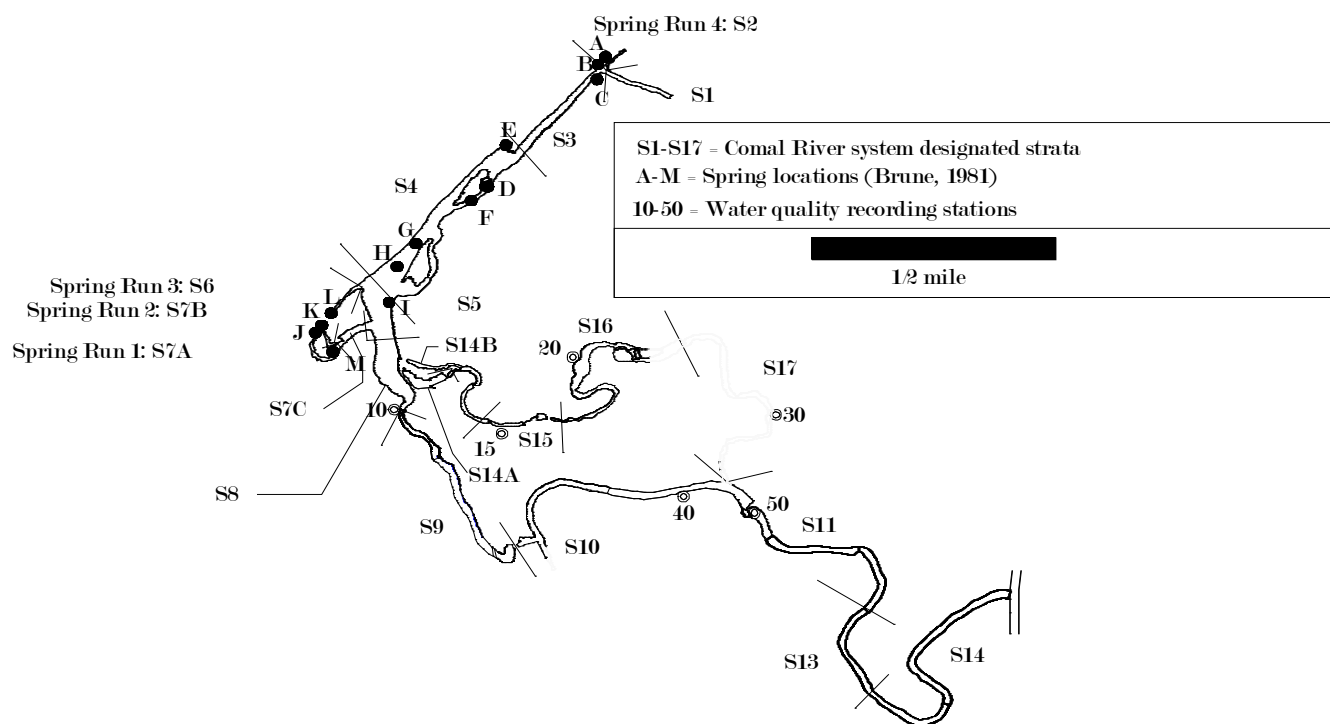 Spring Run 4: S2
A
B
C
S1
E
S3
S1-S17 = Comal River system designated strata
A-M = Spring locations (Brune, 1981)
10-50 = Water quality recording stations
1/2 mile
S4
D
F
G
H
Spring Run 3: S6
Spring Run 2: S7B
Spring Run 1: S7A
L
K
J
I
S5
M
S14B
S16
20
S17
S7C
10
30
15
S15
S14A
S8
S9
40
50
S10
S11
S13
S14